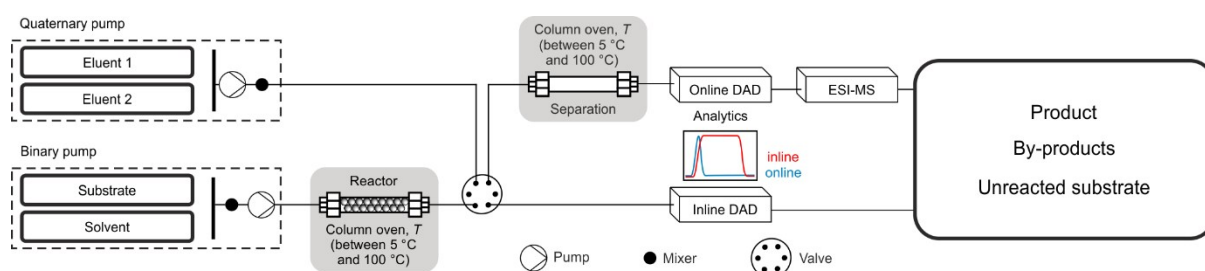 Quaternary pump
Eluent 1
Eluent 2
Column oven, T
(between 5 °C
and 100 °C)
Separation
Online DAD
ESI-MS
Analytics
inline
online
Product
By-products
Unreacted substrate
Binary pump
Substrate
Solvent
Reactor
Column oven, T
(between 5 °C
and 100 °C)
Inline DAD
Pump
Mixer
Valve